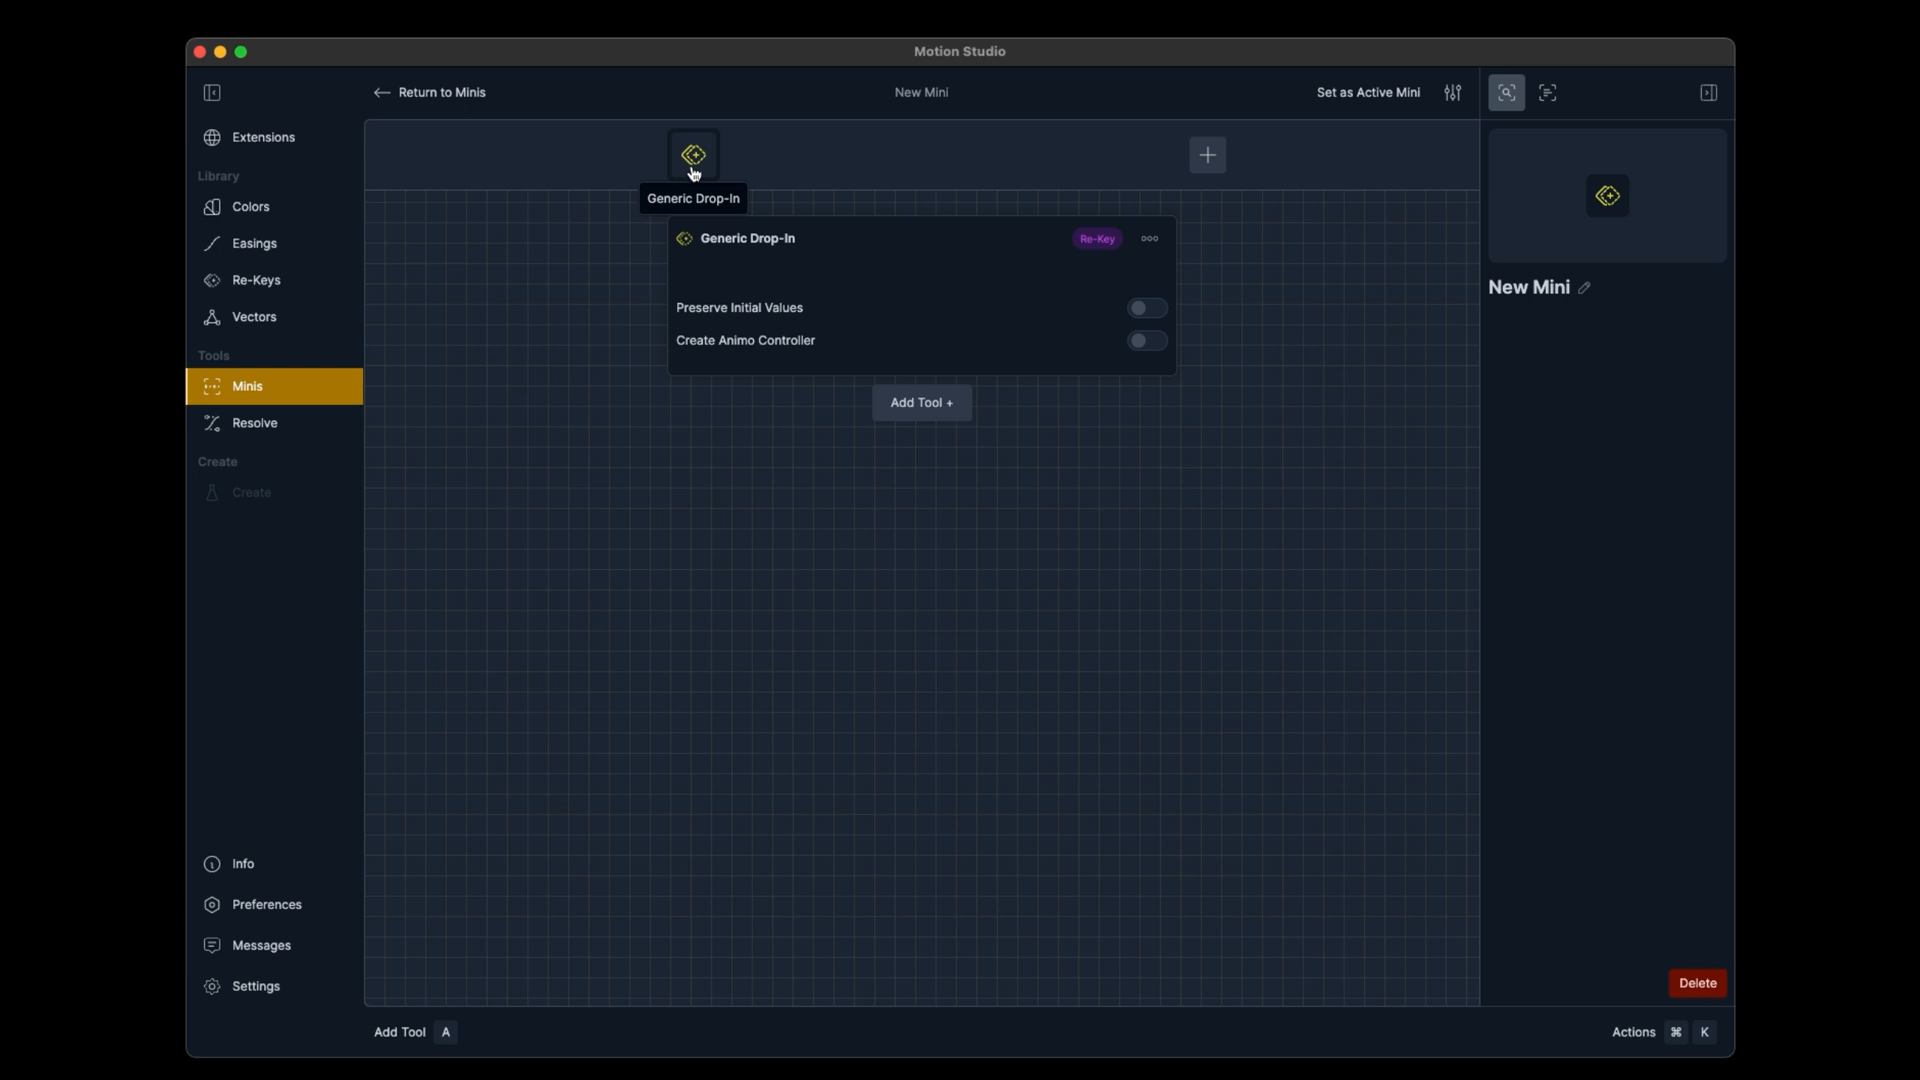 Motion Studio
Return to Minis
New Mini
Set as Active Mini
Extensions
Library
Colors
Easings
Re-Keys
Vectors
Tools
Minis
Resolve
Create
Create
Info
Preferences
Messages
Settings
Generic Drop-In
Generic Drop-In
Re-Key
Preserve Initial Values
Create Animo Controller
Add Tool +
New Mini
Delete
Add Tool A
Actions ⌘ K